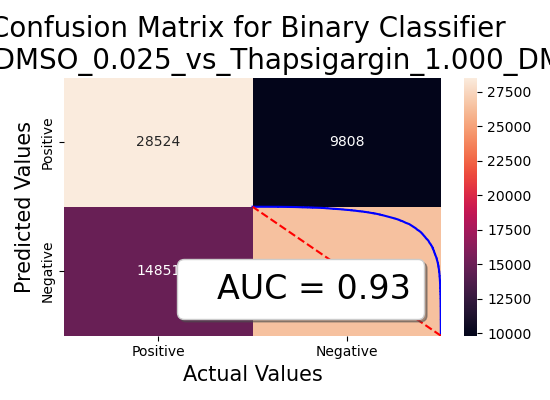 Confusion Matrix for Binary Classifier
DMSO_0.025_vs_Thapsigargin_1.000_DM
Predicted Values
Positive
Negative
28524
9808
14851
AUC = 0.93
Positive
Negative
Actual Values
27500
25000
22500
20000
17500
15000
12500
10000